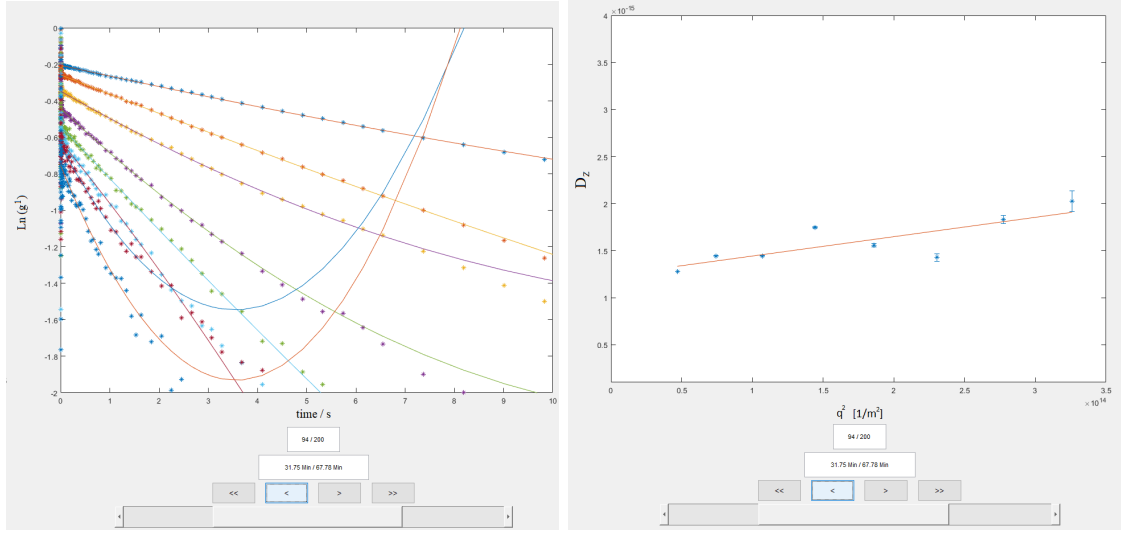 0
-0.2
-0.4
-0.6
-0.8
-1
-1.2
-1.4
-1.6
-1.8
-2
Ln (g¹)
0 1 2 3 4 5 6 7 8 9 10
time / s
94 / 200
31.75 Min / 67.78 Min
<< < > >>
× 10⁻¹⁵
4
3.5
3
2.5
2
1.5
1
0.5
D_Z
0 0.5 1 1.5 2 2.5 3 3.5
× 10¹⁴
q² [1/m²]
94 / 200
31.75 Min / 67.78 Min
<< < > >>